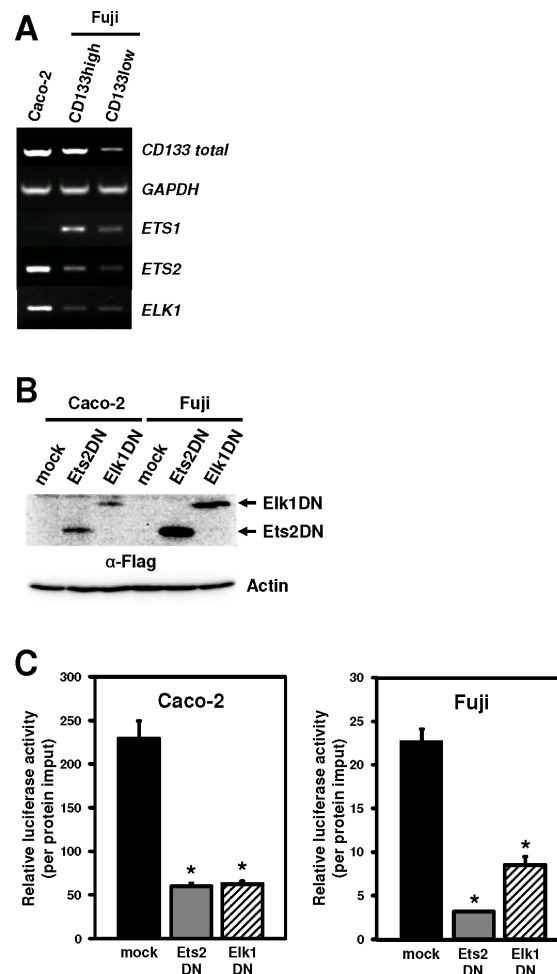 A
Fuji
Caco-2
CD133high
CD133low
CD133 total
GAPDH
ETS1
ETS2
ELK1
B
Caco-2 Fuji
mock Ets2DN Elk1DN mock Ets2DN Elk1DN
Elk1DN
Ets2DN
α-Flag
Actin
C
Relative luciferase activity
(per protein imput)
300
250
200
150
100
50
0
Caco-2
*
*
mock Ets2 Elk1
DN DN
Relative luciferase activity
(per protein imput)
30
25
20
15
10
5
0
Fuji
*
*
mock Ets2 Elk1
DN DN